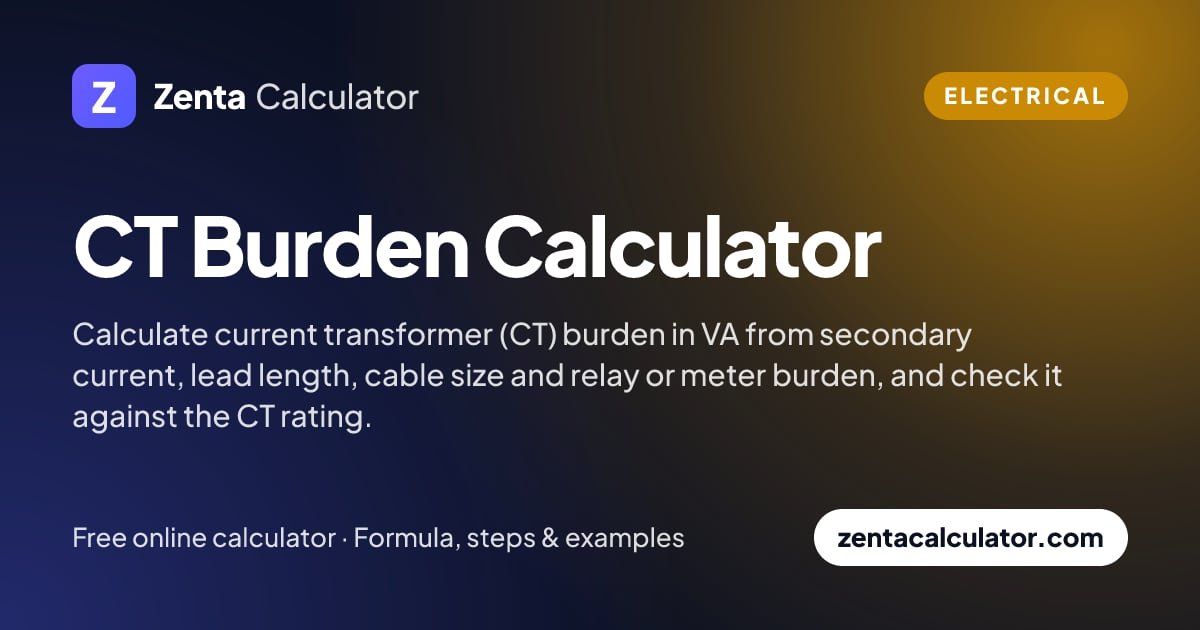 Z
Zenta Calculator
ELECTRICAL
CT Burden Calculator
Calculate current transformer (CT) burden in VA from secondary
current, lead length, cable size and relay or meter burden, and check it
against the CT rating.
Free online calculator · Formula, steps & examples
zentacalculator.com